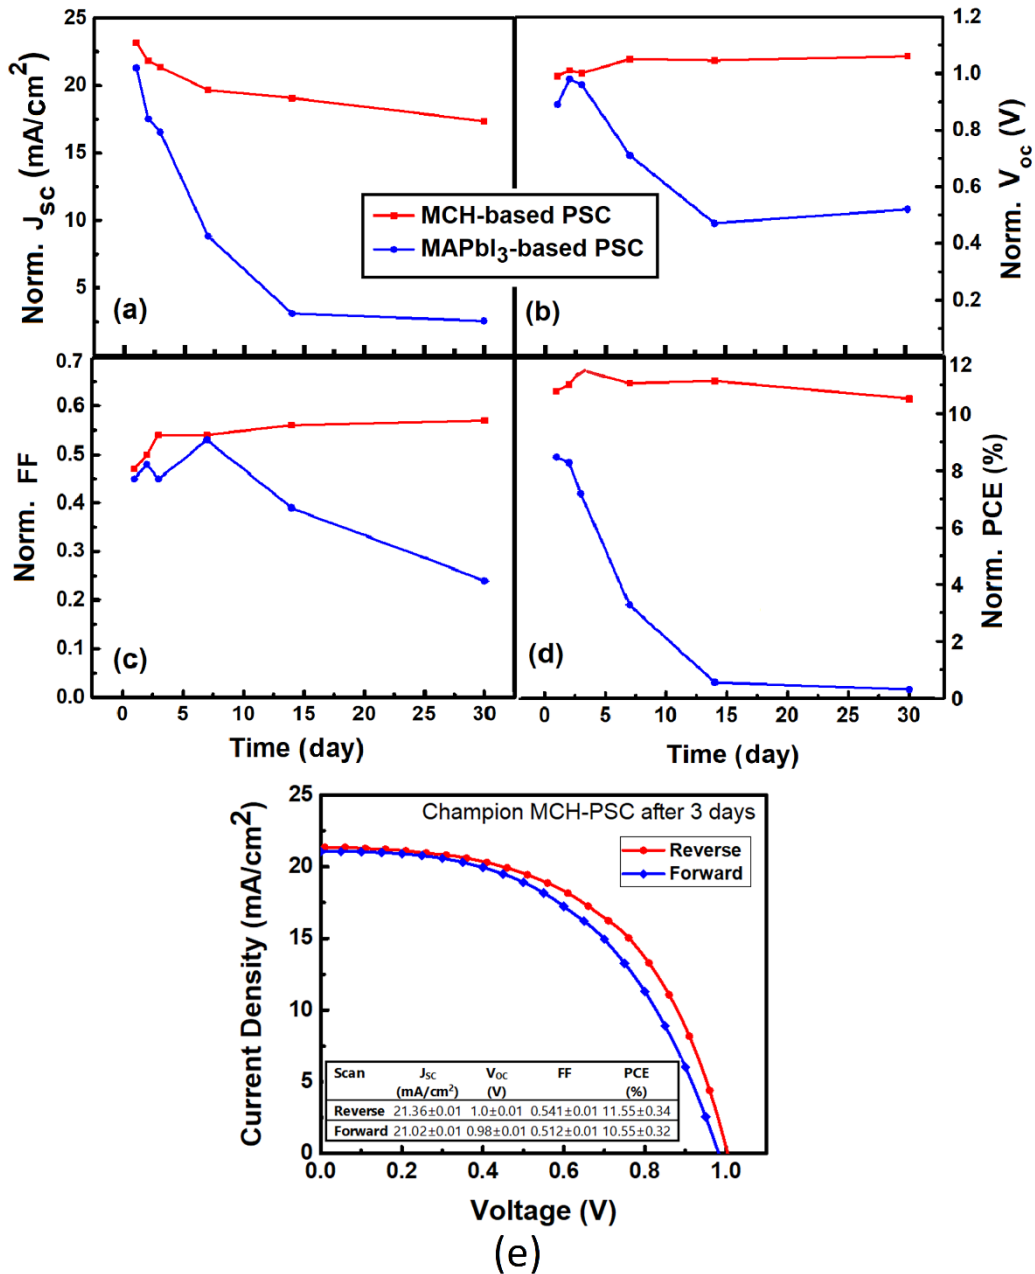 25
20
15
10
5
Norm. JSC (mA/cm2)
(a)
1.2
1.0
0.8
0.6
0.4
0.2
Norm. Voc (V)
(b)
MCH-based PSC
MAPbI3-based PSC
0.7
0.6
0.5
0.4
0.3
0.2
0.1
0.0
Norm. FF
(c)
0 5 10 15 20 25 30
Time (day)
12
10
8
6
4
2
0
Norm. PCE (%)
(d)
0 5 10 15 20 25 30
Time (day)
25
20
15
10
5
0
Current Density (mA/cm2)
Champion MCH-PSC after 3 days
Reverse
Forward
Scan JSC VOC FF PCE
(mA/cm2) (V) (%)
Reverse 21.36±0.01 1.0±0.01 0.541±0.01 11.55±0.34
Forward 21.02±0.01 0.98±0.01 0.512±0.01 10.55±0.32
0.0 0.2 0.4 0.6 0.8 1.0
Voltage (V)
(e)